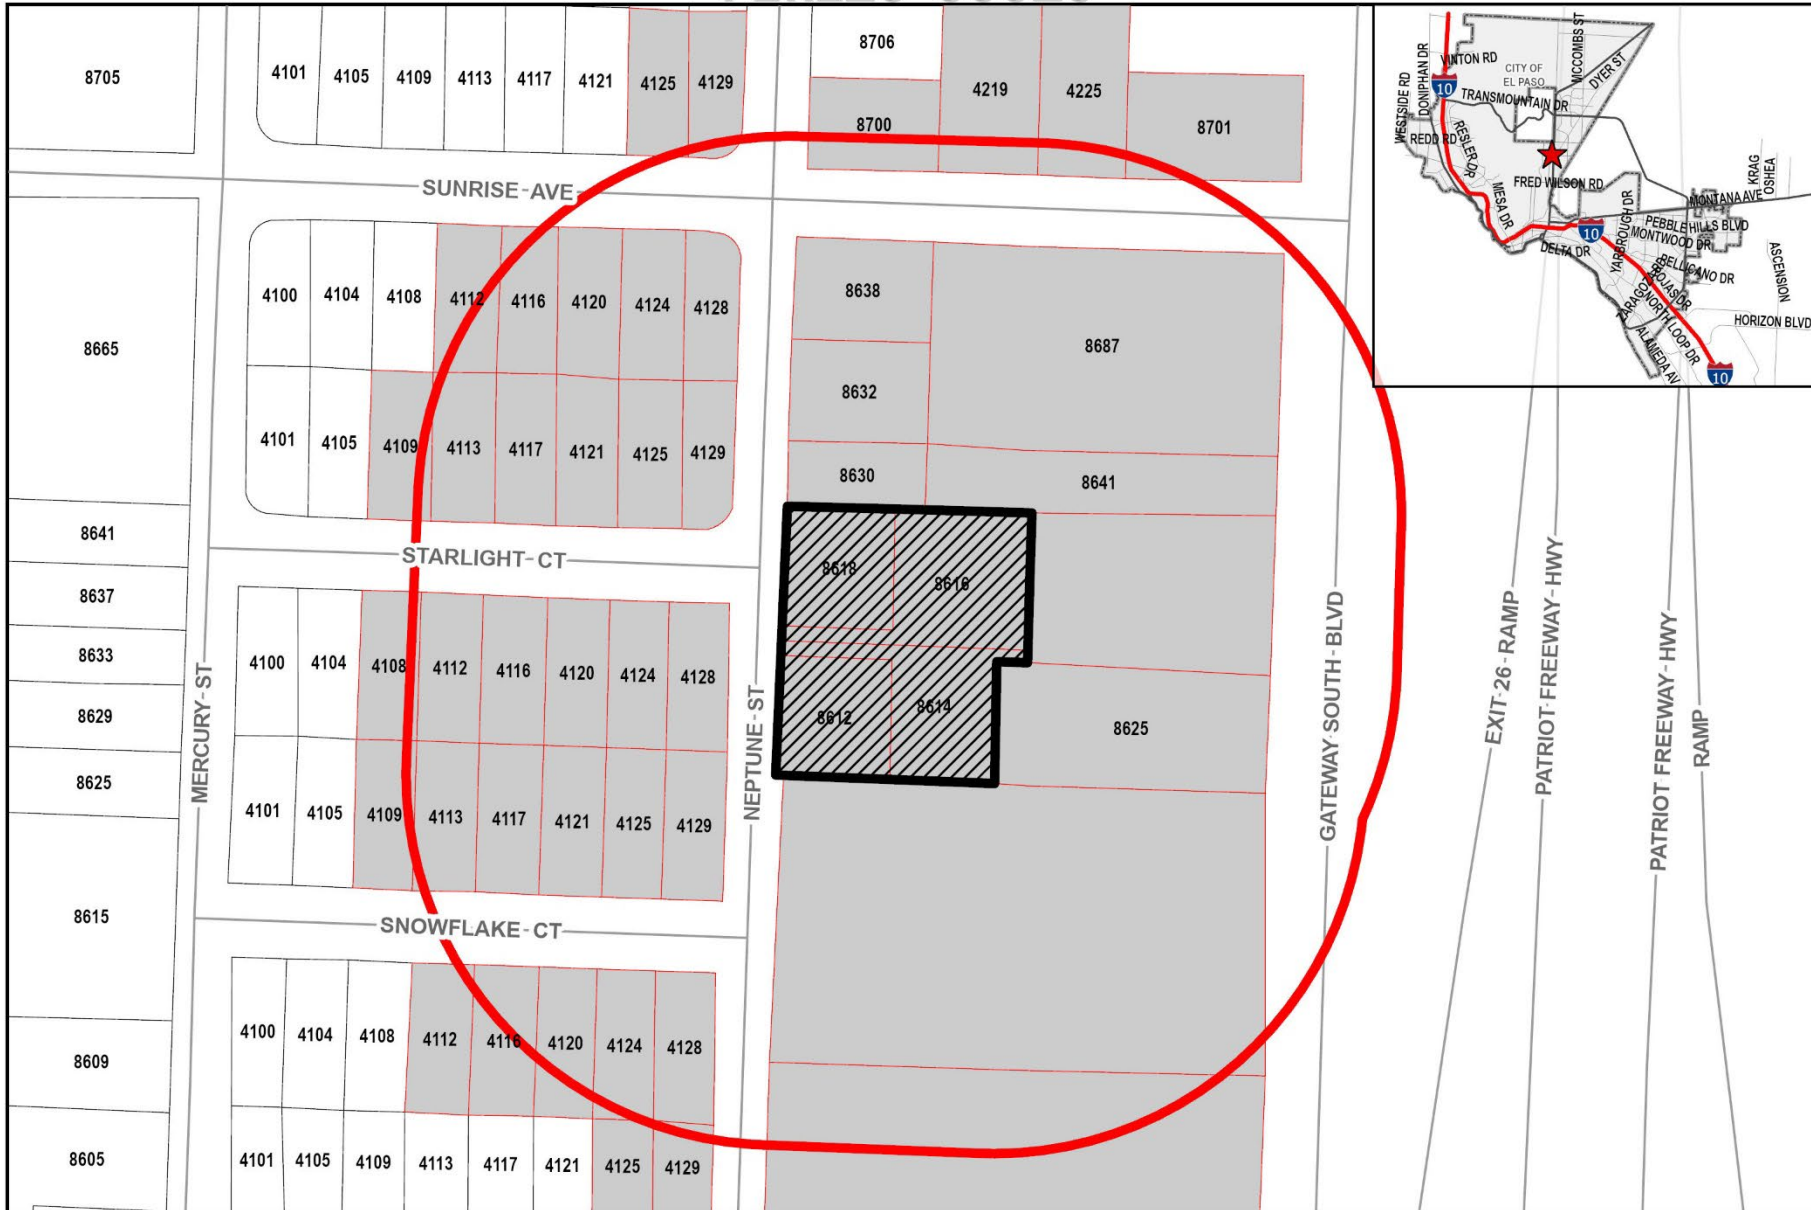 8705
4101 4105 4109 4113 4117 4121 4125 4129
8706
4219 4225
8700
8701
SUNRISE AVE
4100 4104 4108 4112 4116 4120 4124 4128
8638
8687
8665
8632
4101 4105 4109 4113 4117 4121 4125 4129
8630
8641
8641
STARLIGHT CT
8618
8616
8637
8633
4100 4104 4108 4112 4116 4120 4124 4128
8629
8612
8614
8625
MERCURY ST
NEPTUNE ST
GATEWAY SOUTH BLVD
EXIT 26 RAMP
PATRIOT FREEWAY HWY
PATRIOT FREEWAY HWY
RAMP
8625
4101 4105 4109 4113 4117 4121 4125 4129
8615
SNOWFLAKE CT
4100 4104 4108 4112 4116 4120 4124 4128
8609
8605
4101 4105 4109 4113 4117 4121 4125 4129
VINTON RD
CITY OF
EL PASO
MCCOMBS ST
DYER ST
WESTSIDE RD
DONIPHAN DR
10
TRANSMOUNTAIN DR
REDD RD
RESLER DR
FRED WILSON RD
KRAG
OSHEA
MESA DR
MONTANA AVE
YARBROUGH DR
PEBBLE HILLS BLVD
MONTWOOD DR
10
DELTA DR
PELLICANO DR
ASCENSION
ROJAS DR
NORTH LOOP DR
HORIZON BLVD
ALAMEDA AV
10